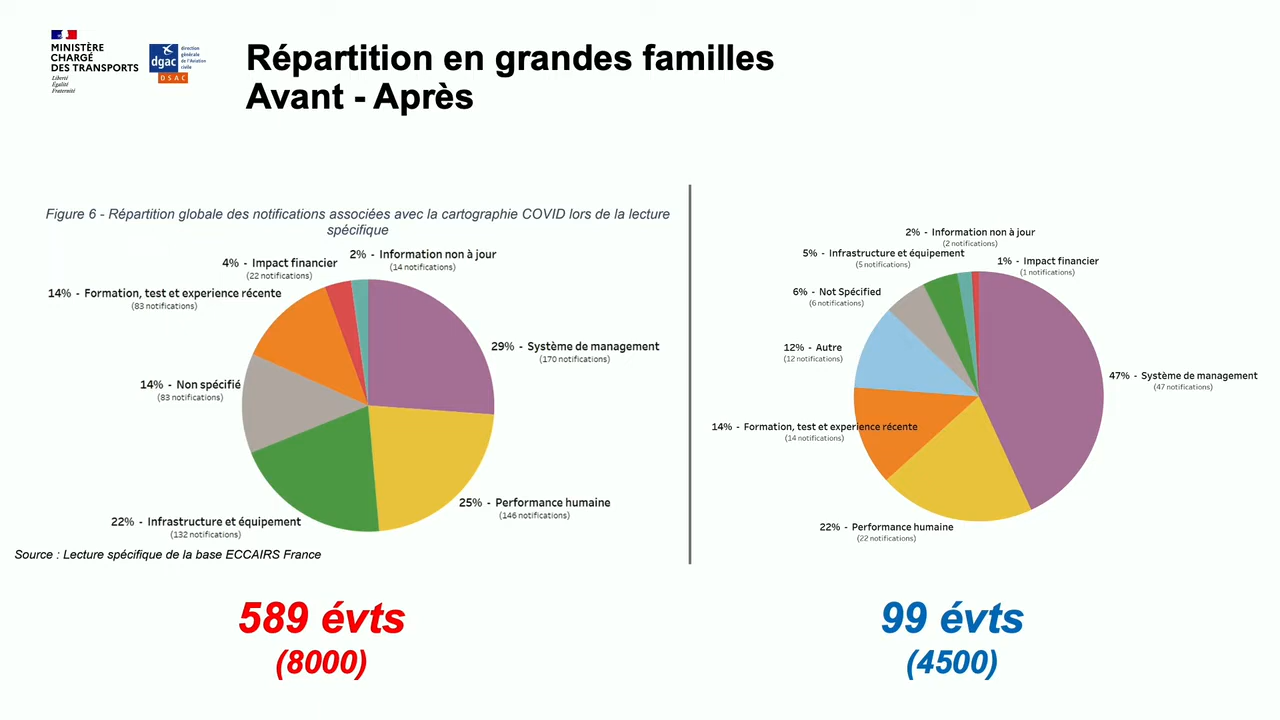 MINISTÈRE
CHARGÉ
DES TRANSPORTS
Liberté
Égalité
Fraternité
dgac
direction
générale
de l'Aviation
civile
DSAC
Répartition en grandes familles
Avant - Après
Figure 6 - Répartition globale des notifications associées avec la cartographie COVID lors de la lecture
spécifique
2% - Information non à jour
(14 notifications)
4% - Impact financier
(22 notifications)
14% - Formation, test et experience récente
(83 notifications)
29% - Système de management
(170 notifications)
14% - Non spécifié
(83 notifications)
25% - Performance humaine
(146 notifications)
22% - Infrastructure et équipement
(132 notifications)
Source : Lecture spécifique de la base ECCAIRS France
589 évts
(8000)
2% - Information non à jour
(2 notifications)
5% - Infrastructure et équipement
(5 notifications)
1% - Impact financier
(1 notifications)
6% - Not Spécified
(6 notifications)
12% - Autre
(12 notifications)
47% - Système de management
(47 notifications)
14% - Formation, test et experience récente
(14 notifications)
22% - Performance humaine
(22 notifications)
99 évts
(4500)